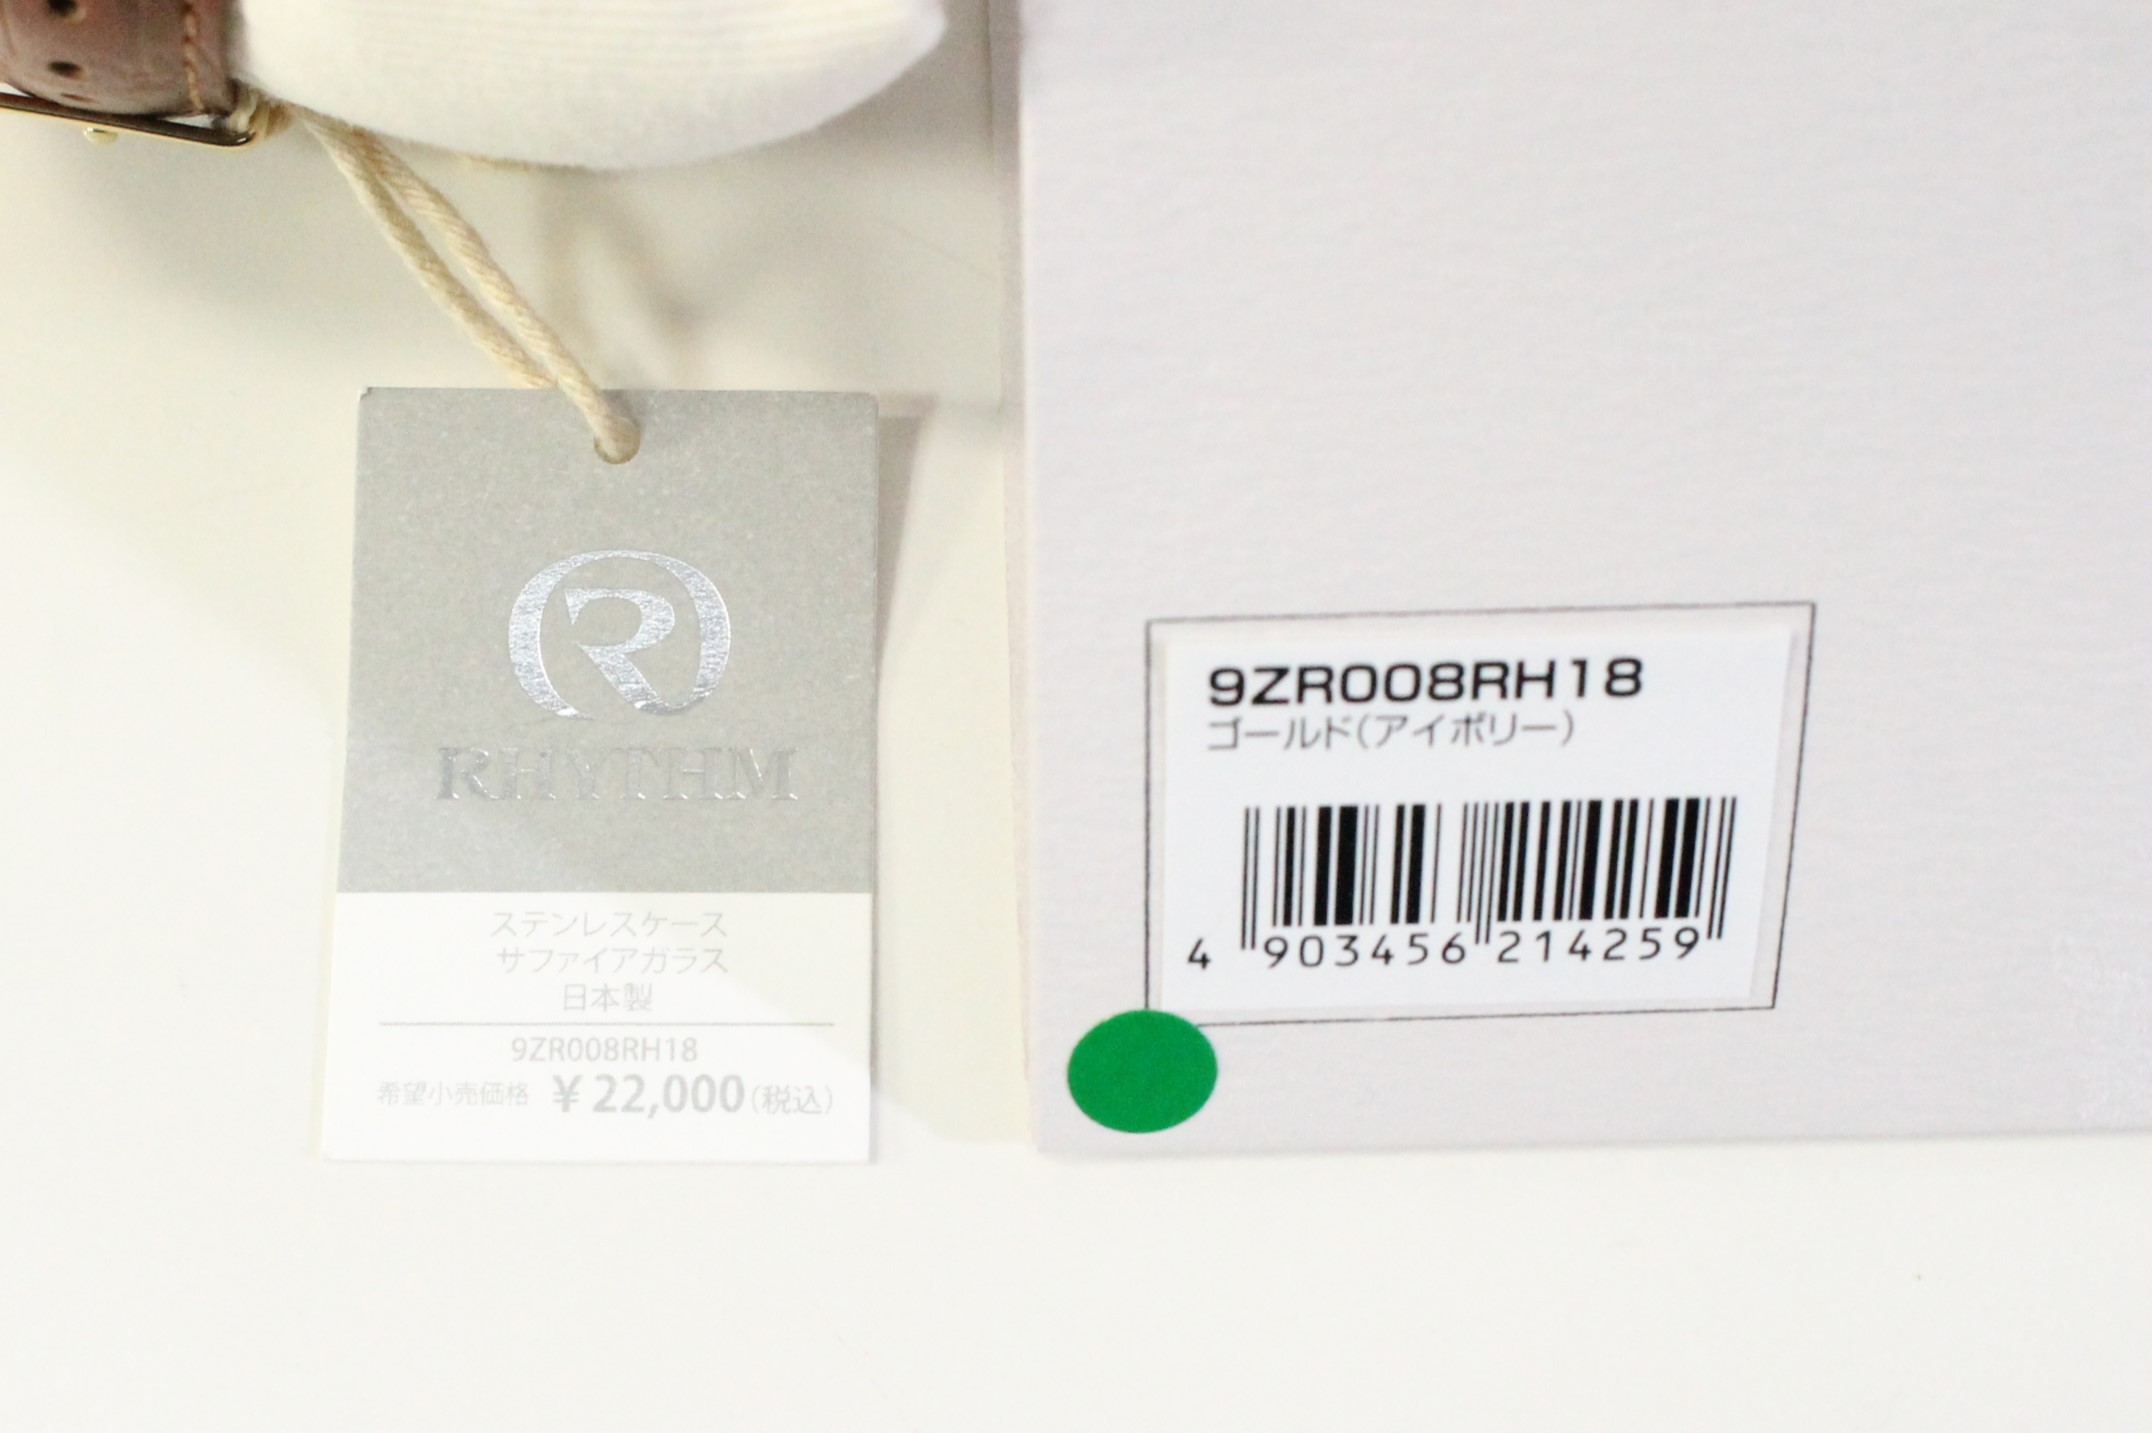 R
RHYTHM
ステンレスケース
サファイアガラス
日本製
9ZR008RH18
希望小売価格 ¥22,000(税込)
9ZR008RH18
ゴールド(アイボリー)
4 903456 214259